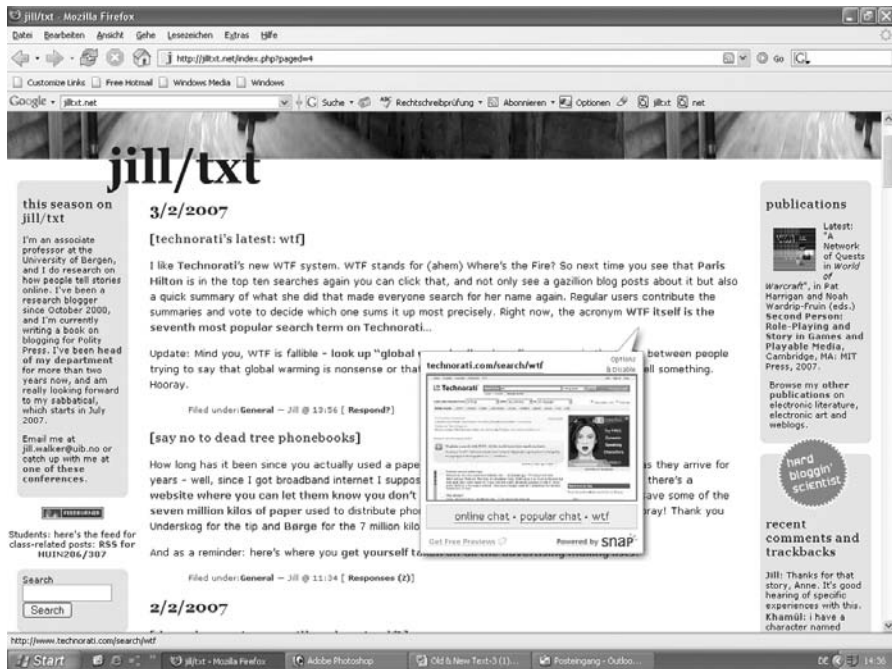 jill/txt - Mozilla Firefox
Datei Bearbeiten Ansicht Gehe Lesezeichen Extras Hilfe
http://jilltxt.net/index.php?paged=4
Go
Customize Links Free Hotmail Windows Media Windows
Google jilltxt.net Suche Rechtschreibprüfung Abonnieren Optionen jilltxt net
jill/txt
this season on
jill/txt
I'm an associate
professor at the
University of Bergen,
and I do research on
how people tell stories
online. I've been a
research blogger
since October 2000,
and I'm currently
writing a book on
blogging for Polity
Press. I've been head
of my department
for more than two
years now, and am
really looking forward
to my sabbatical,
which starts in July
2007.
Email me at
jill.walker@uib.no or
catch up with me at
one of these
conferences.
FEEDBURNER
Students: here's the feed for
class-related posts: RSS for
HUIN206/307
Search
Search
3/2/2007
[technorati's latest: wtf]
I like Technorati's new WTF system. WTF stands for (ahem) Where's the Fire? So next time you see that Paris
Hilton is in the top ten searches again you can click that, and not only see a gazilion blog posts about it but also
a quick summary of what she did that made everyone search for her name again. Regular users contribute the
summaries and vote to decide which one sums it up most precisely. Right now, the acronym WTF itself is the
seventh most popular search term on Technorati...
Update: Mind you, WTF is fallible - look up "global between people
trying to say that global warming is nonsense or that ell something.
Hooray.
Filed under:General — Jill @ 13:56 [ Respond?]
[say no to dead tree phonebooks]
How long has it been since you actually used a pape as they arrive for
years - well, since I got broadband internet I suppos there's a
website where you can let them know you don't ave some of the
seven million kilos of paper used to distribute pho ray! Thank you
Underskog for the tip and Børge for the 7 million kilo
And as a reminder: here's where you get yourself
Filed under:General — Jill @ 11:34 [ Responses (2)]
2/2/2007
technorati.com/search/wtf
Options
& Disable
Technorati
online chat • popular chat • wtf
Get Free Previews
Powered by snap
publications
Latest:
"A
Network
of Quests
in World
of
Warcraft", in Pat
Harrigan and Noah
Wardrip-Fruin (eds.)
Second Person:
Role-Playing and
Story in Games and
Playable Media,
Cambridge, MA: MIT
Press, 2007.
Browse my other
publications on
electronic literature,
electronic art and
weblogs.
hard
bloggin'
scientist
recent
comments and
trackbacks
Jill: Thanks for that
story, Anne. It's good
hearing of specific
experiences with this.
Khamûl: i have a
character named
http://www.technorati.com/search/wtf
Start jill/txt - Mozilla Firefox Adobe Photoshop Old & New Text-3 (1)... Posteingang - Outloo... DE 14:36